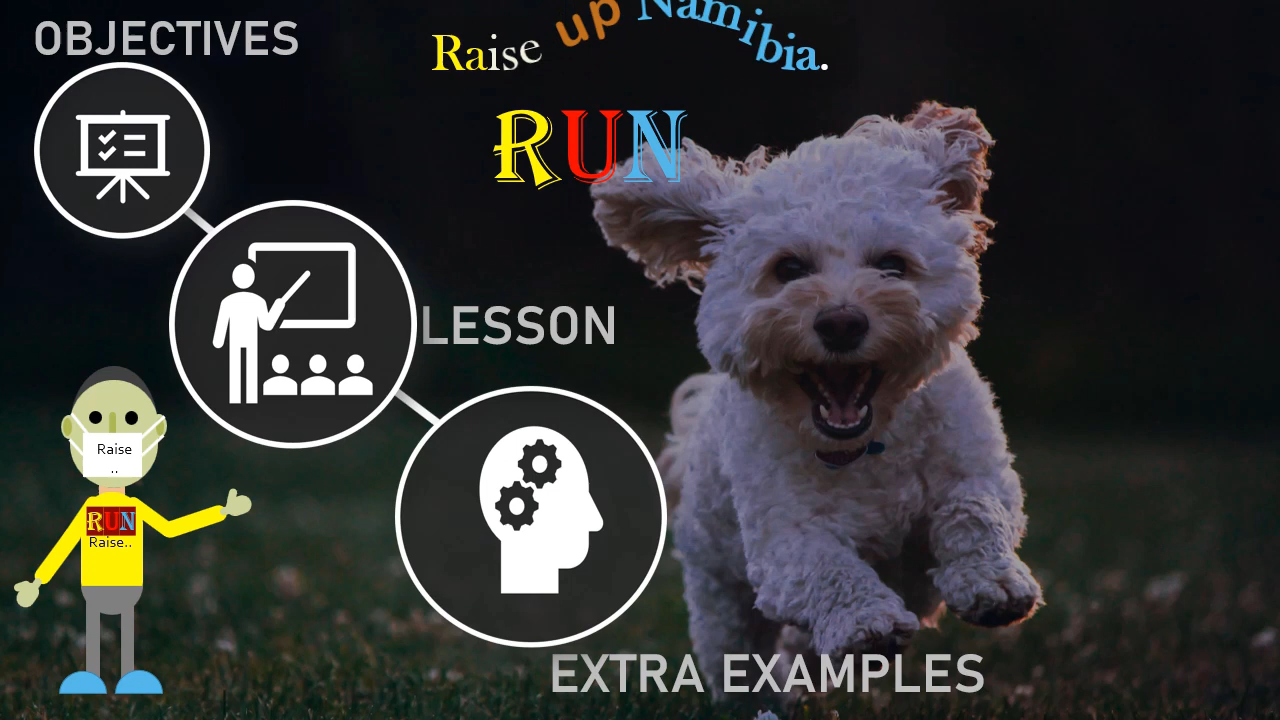 OBJECTIVES
Raise up Namibia.
RUN
LESSON
Raise
..
RUN
Raise..
EXTRA EXAMPLES